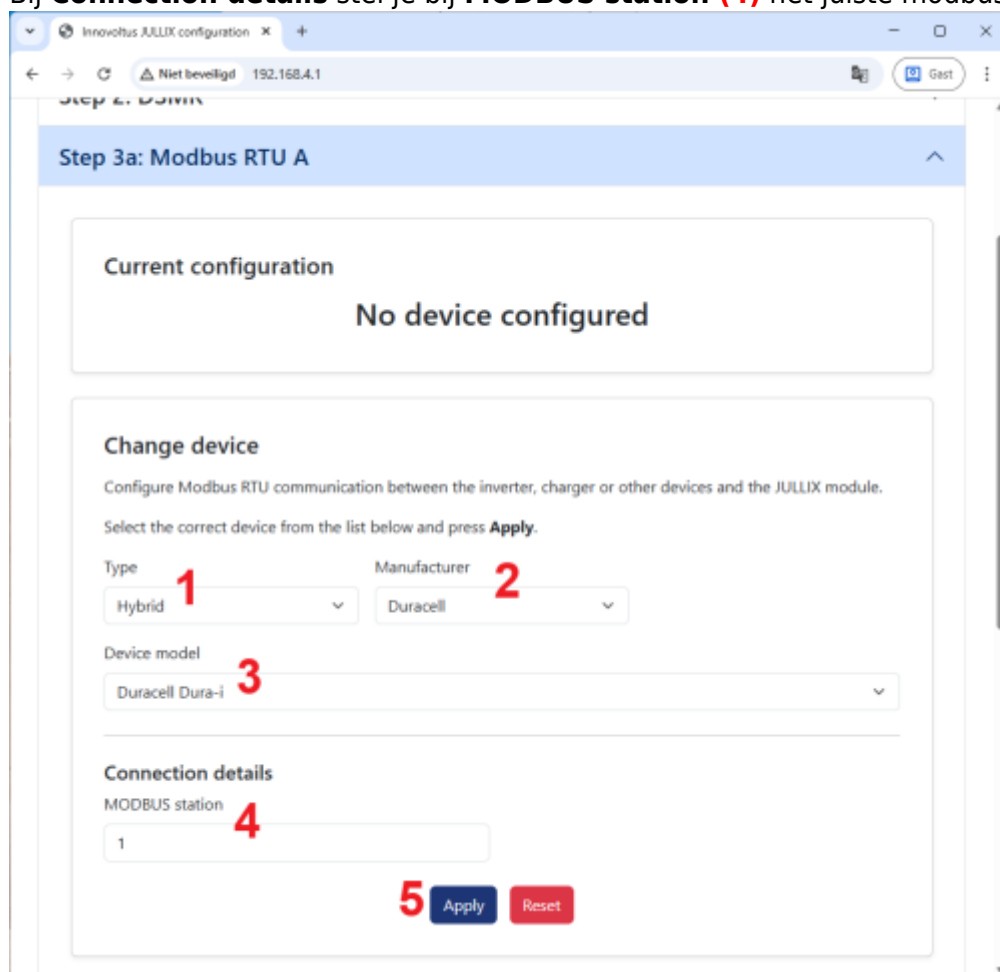 Bij Connection details stel je bij MODBUS station (4) het juiste modbus
Innovoltus JULLIX configuration
Niet beveiligd 192.168.4.1 Gast
Step 2: DSMR
Step 3a: Modbus RTU A
Current configuration
No device configured
Change device
Configure Modbus RTU communication between the inverter, charger or other devices and the JULLIX module.
Select the correct device from the list below and press Apply.
Type 1 Manufacturer 2
Hybrid Duracell
Device model
Duracell Dura-i 3
Connection details
MODBUS station 4
1
5 Apply Reset